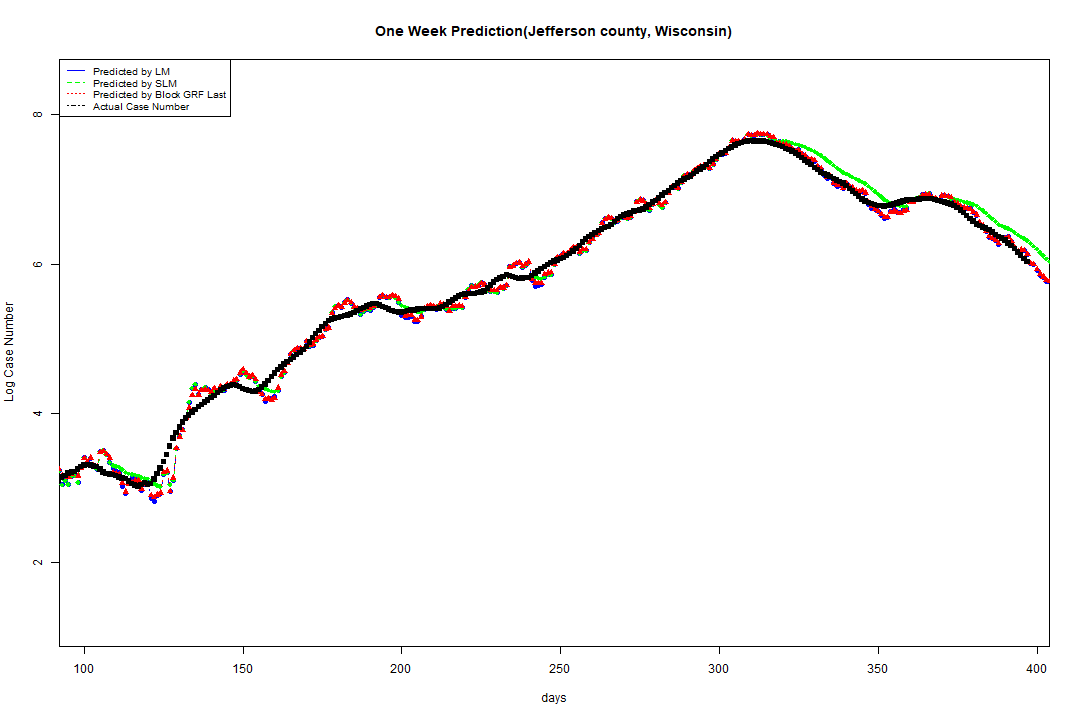 One Week Prediction(Jefferson county, Wisconsin)
Predicted by LM
Predicted by SLM
Predicted by Block GRF Last
Actual Case Number
8
6
4
2
Log Case Number
100 150 200 250 300 350 400
days